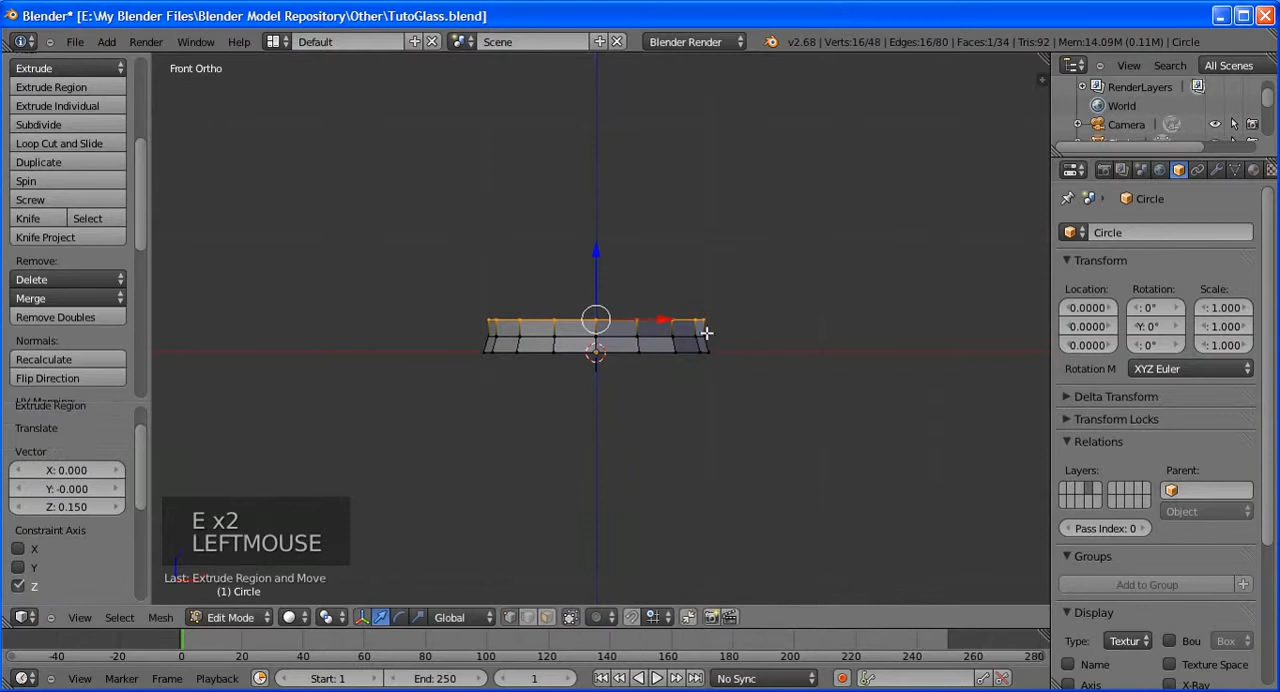 Blender* [E:\My Blender Files\Blender Model Repository\Other\TutoGlass.blend]
File Add Render Window Help Default Scene Blender Render v2.68 | Verts:16/48 | Edges:16/80 | Faces:1/34 | Tris:92 | Mem:14.09M (0.11M) | Circle
Extrude
Extrude Region
Extrude Individual
Subdivide
Loop Cut and Slide
Duplicate
Spin
Screw
Knife Select
Knife Project
Remove:
Delete
Merge
Remove Doubles
Normals:
Recalculate
Flip Direction
Extrude Region
Translate
Vector
X: 0.000
Y: -0.000
Z: 0.150
Constraint Axis
X
Y
Z
Front Ortho
E x2
LEFTMOUSE
Last: Extrude Region and Move
(1) Circle
View Search All Scenes
RenderLayers
World
Camera
Circle
Circle
Transform
Location: Rotation: Scale:
0.0000 : 0° : 1.000
0.0000 Y: 0° : 1.000
0.0000 : 0° : 1.000
Rotation M XYZ Euler
Delta Transform
Transform Locks
Relations
Layers: Parent:
Object
Pass Index: 0
Groups
Add to Group
Display
Type: Textur Bou Box
Name Texture Space
Axis X-Ray
View Select Mesh Edit Mode Global
-40 -20 0 20 40 60 80 100 120 140 160 180 200 220 240 260 280
View Marker Frame Playback Start: 1 End: 250 1 No Sync